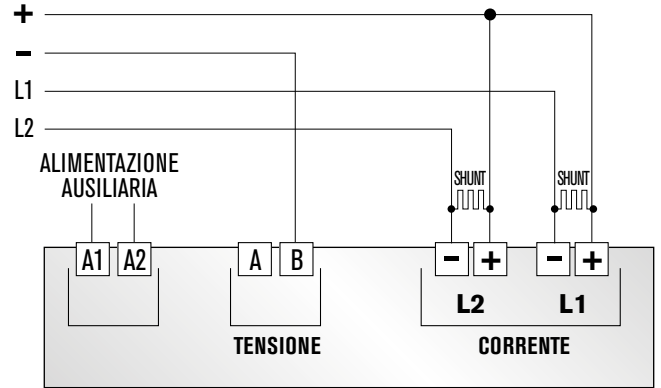 +
−
L1
L2
ALIMENTAZIONE
AUSILIARIA
SHUNT SHUNT
A1 A2 A B − + − +
L2 L1
TENSIONE CORRENTE